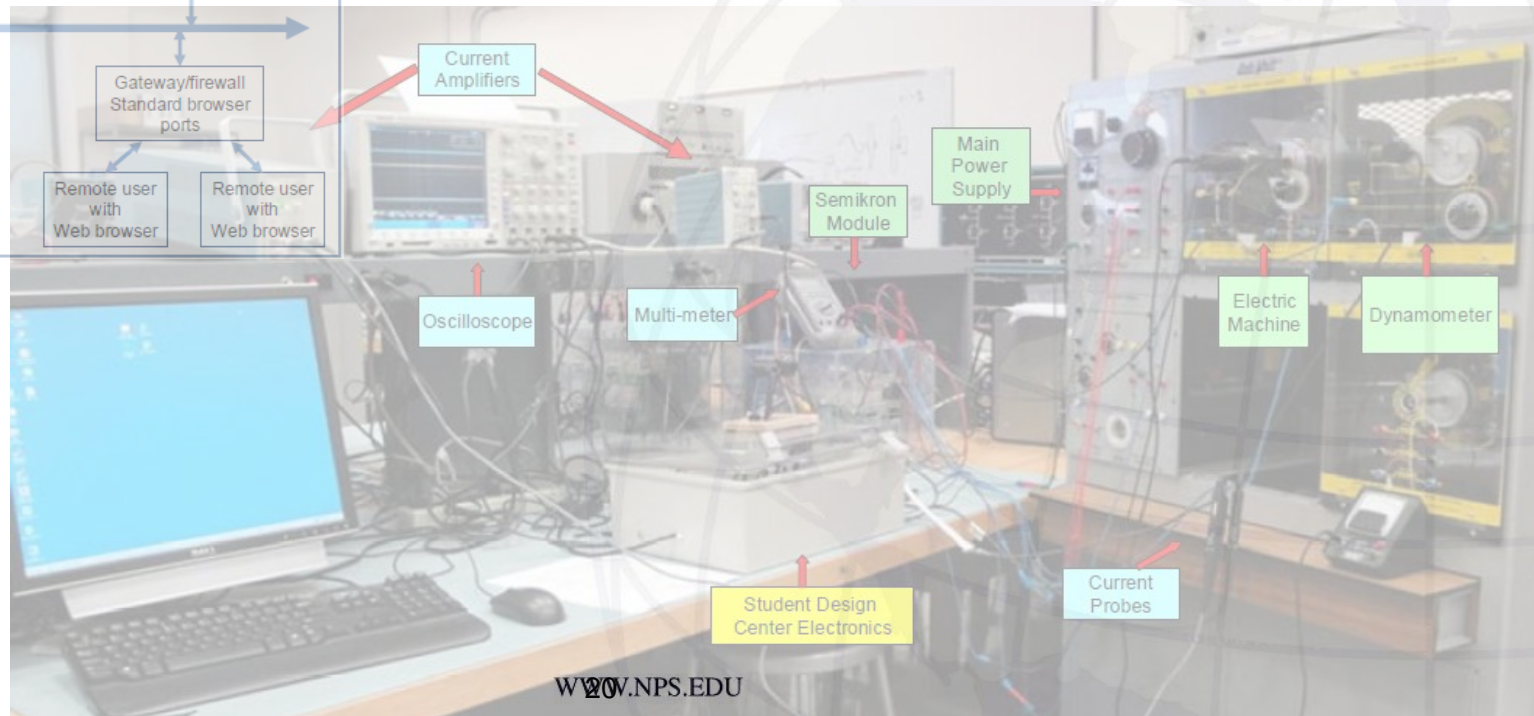 Gateway/firewall
Standard browser
ports
Remote user
with
Web browser
Remote user
with
Web browser
Current
Amplifiers
Main
Power
Supply
Semikron
Module
Oscilloscope
Multi-meter
Electric
Machine
Dynamometer
Current
Probes
Student Design
Center Electronics
WWW.NPS.EDU
20